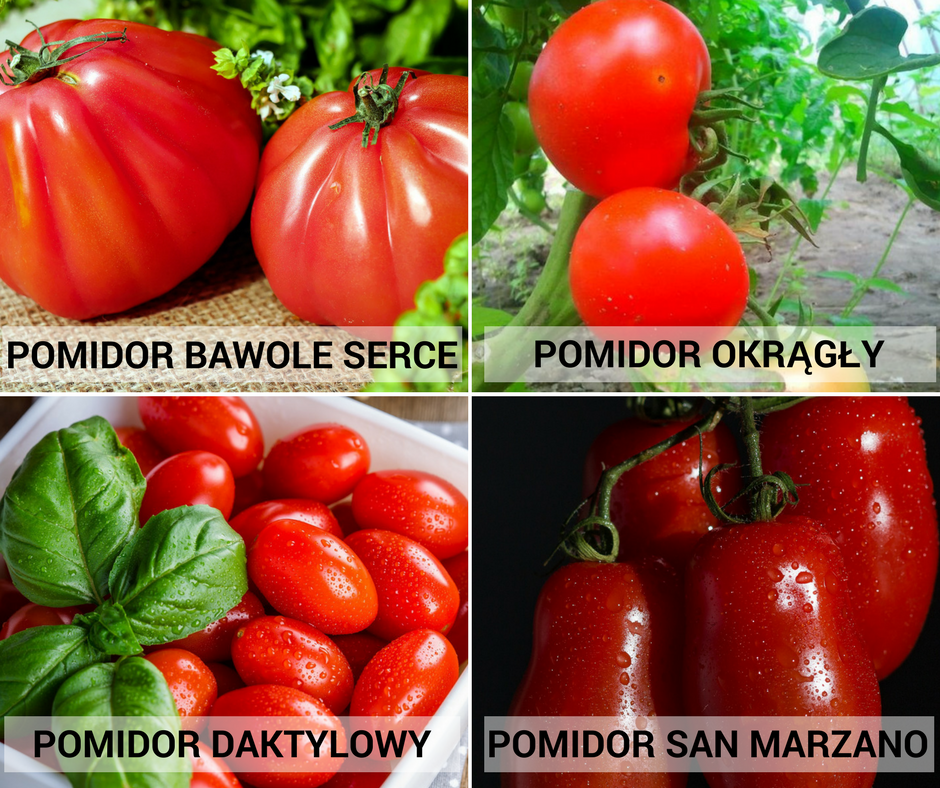 POMIDOR BAWOLE SERCE
POMIDOR OKRĄGŁY
POMIDOR DAKTYLOWY
POMIDOR SAN MARZANO